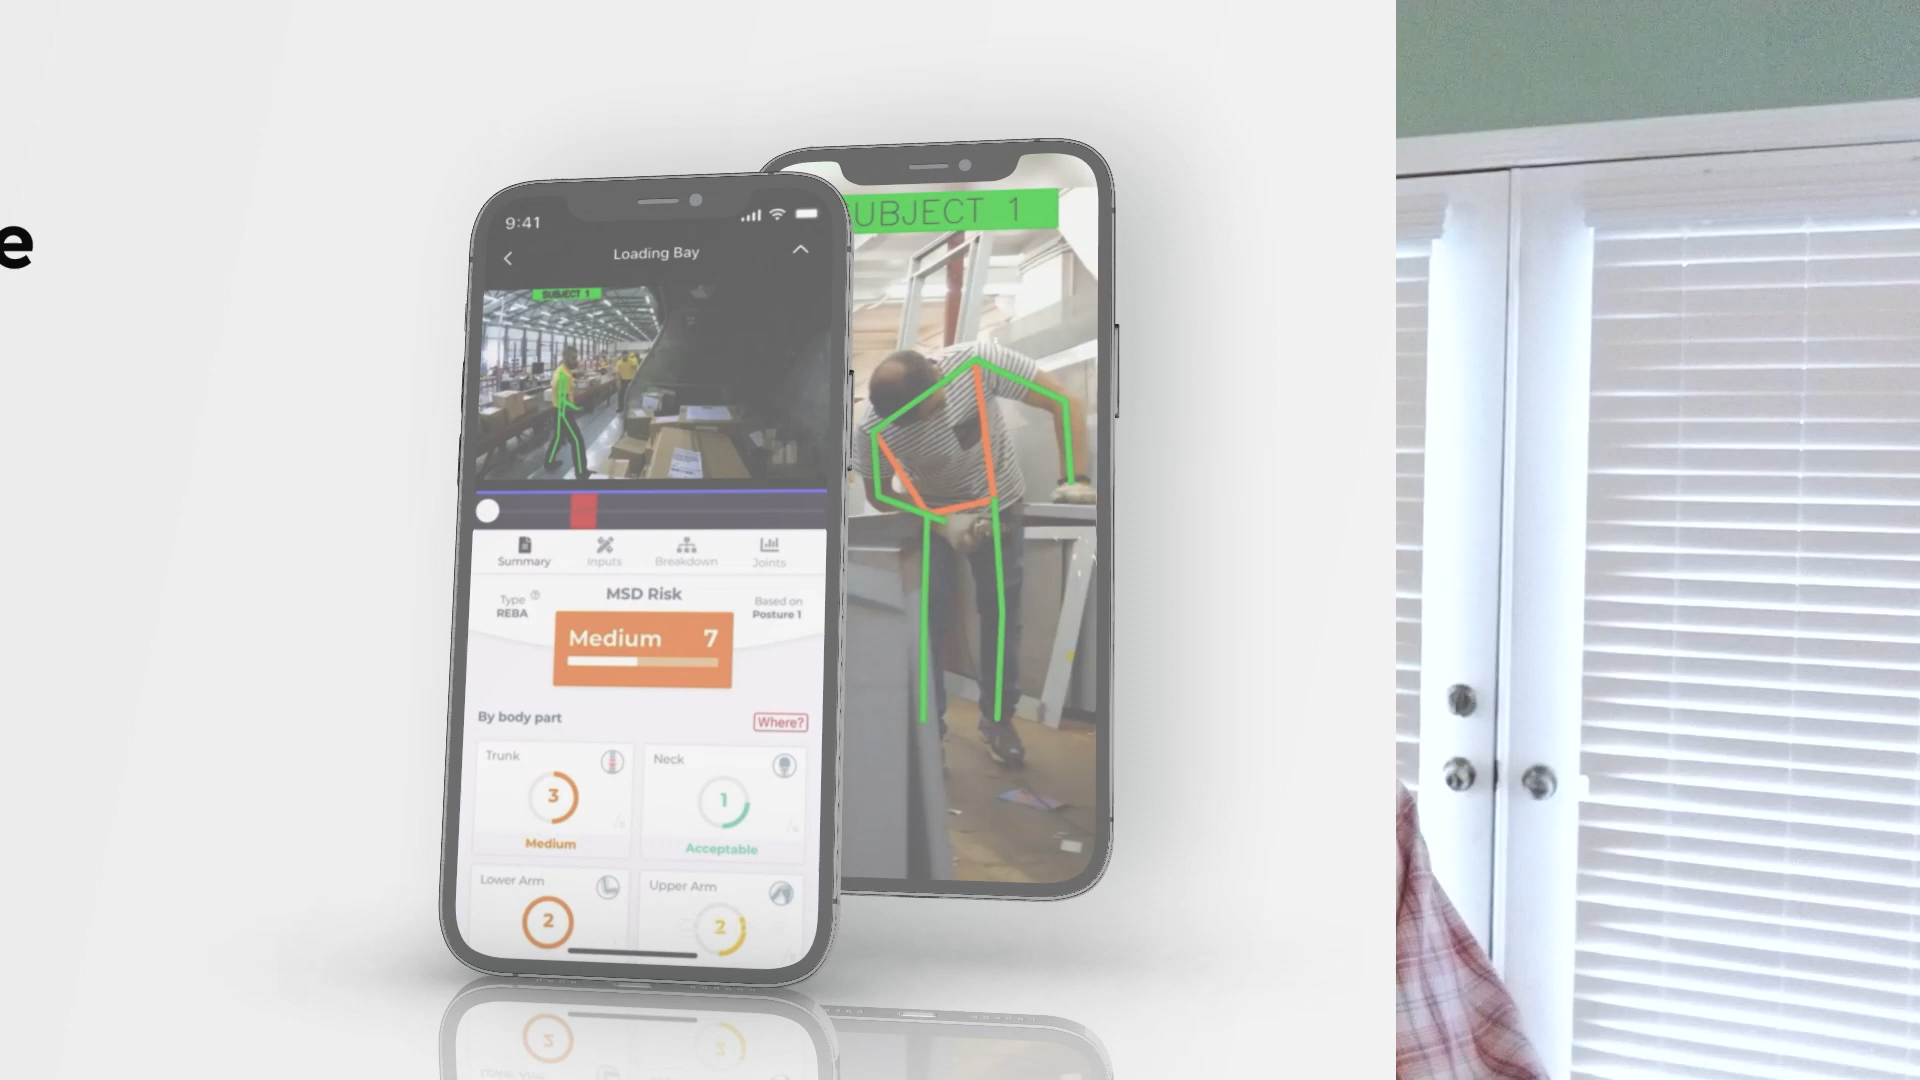 e
9:41
Loading Bay
SUBJECT 1
Summary
Inputs
Breakdown
Joints
Type
REBA
MSD Risk
Based on
Posture 1
Medium 7
By body part
Where?
Trunk
3
Medium
Neck
1
Acceptable
Lower Arm
2
Upper Arm
2
UBJECT 1